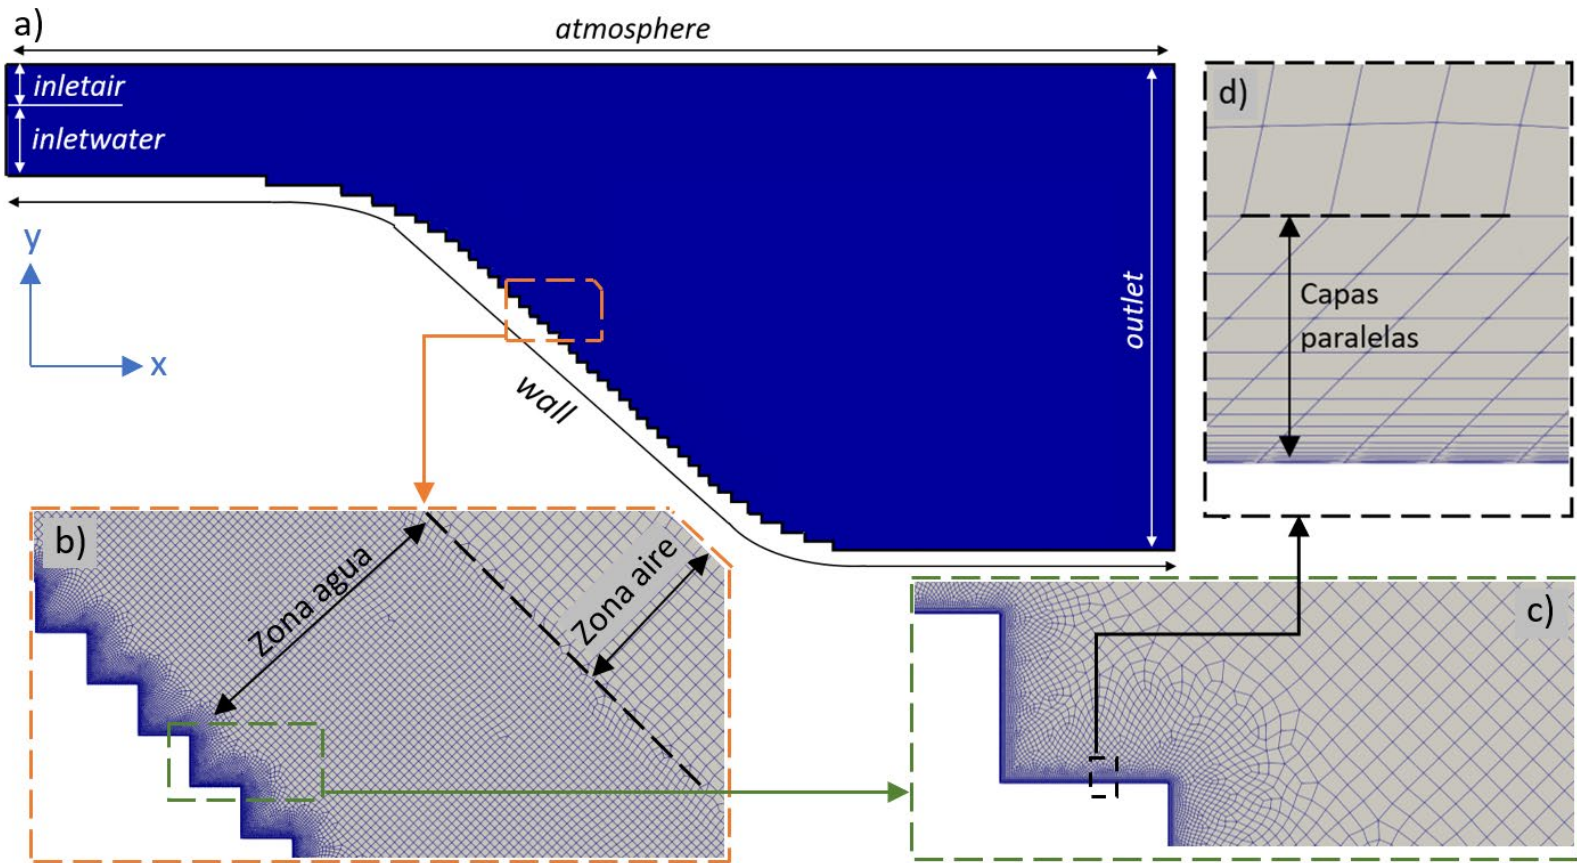 a)
atmosphere
inletair
inletwater
y
x
wall
outlet
d)
Capas
paralelas
b)
Zona agua
Zona aire
c)